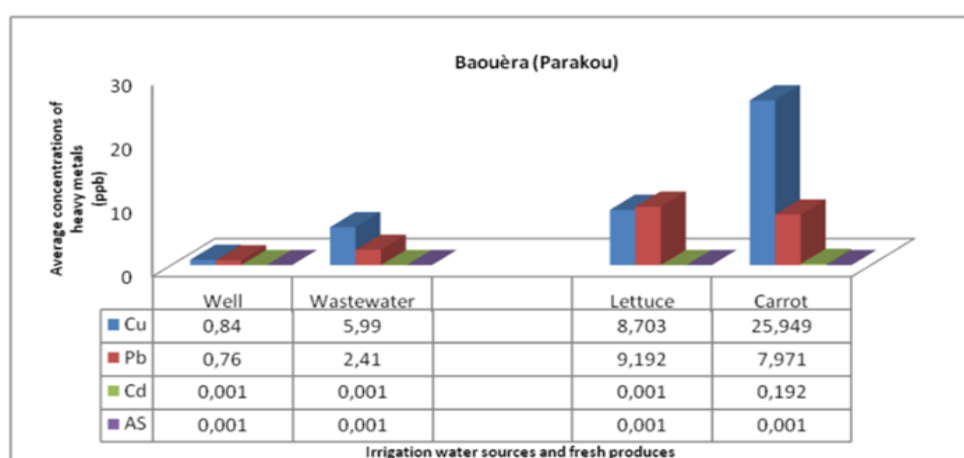 Baouèra (Parakou)
Average concentrations of
heavy metals
(ppb)
30
20
10
0
Well Wastewater Lettuce Carrot
Cu 0,84 5,99 8,703 25,949
Pb 0,76 2,41 9,192 7,971
Cd 0,001 0,001 0,001 0,192
AS 0,001 0,001 0,001 0,001
Irrigation water sources and fresh produces